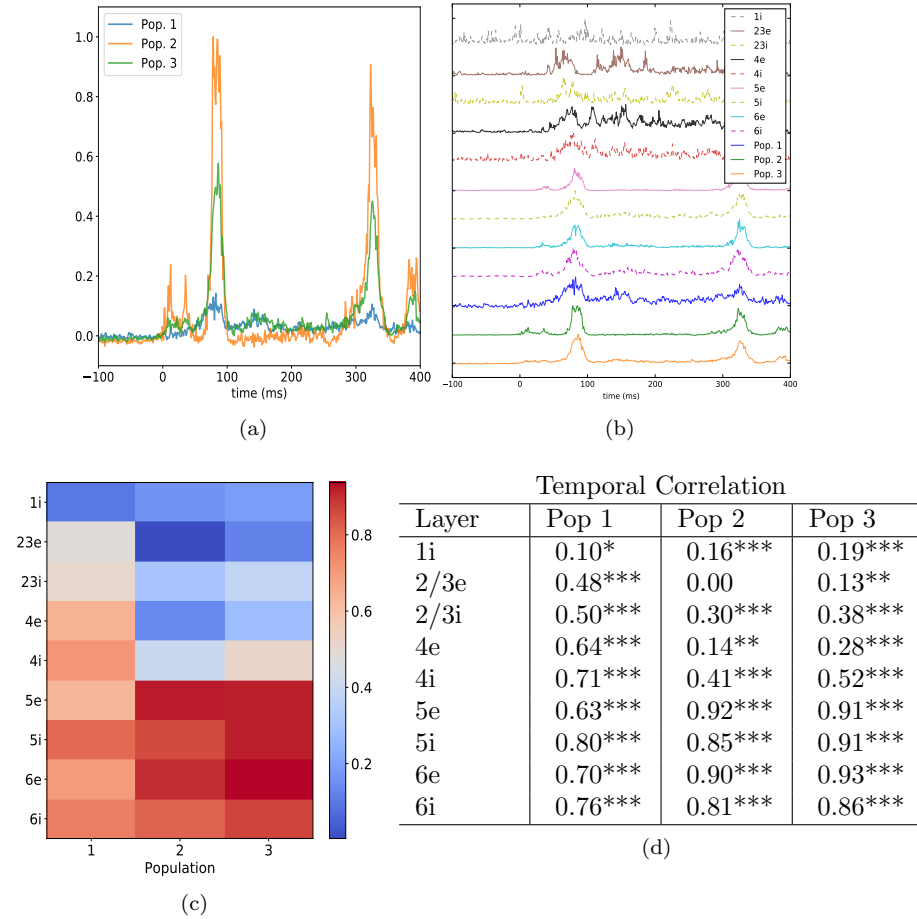 Pop. 1
Pop. 2
Pop. 3
1.0
0.8
0.6
0.4
0.2
0.0
−100 0 100 200 300 400
time (ms)
(a)
1i
23e
23i
4e
4i
5e
5i
6e
6i
Pop. 1
Pop. 2
Pop. 3
−100 0 100 200 300 400
time (ms)
(b)
1i
23e
23i
4e
4i
5e
5i
6e
6i
1 2 3
Population
0.8
0.6
0.4
0.2
(c)
Temporal Correlation
Layer Pop 1 Pop 2 Pop 3
1i 0.10* 0.16*** 0.19***
2/3e 0.48*** 0.00 0.13**
2/3i 0.50*** 0.30*** 0.38***
4e 0.64*** 0.14** 0.28***
4i 0.71*** 0.41*** 0.52***
5e 0.63*** 0.92*** 0.91***
5i 0.80*** 0.85*** 0.91***
6e 0.70*** 0.90*** 0.93***
6i 0.76*** 0.81*** 0.86***
(d)